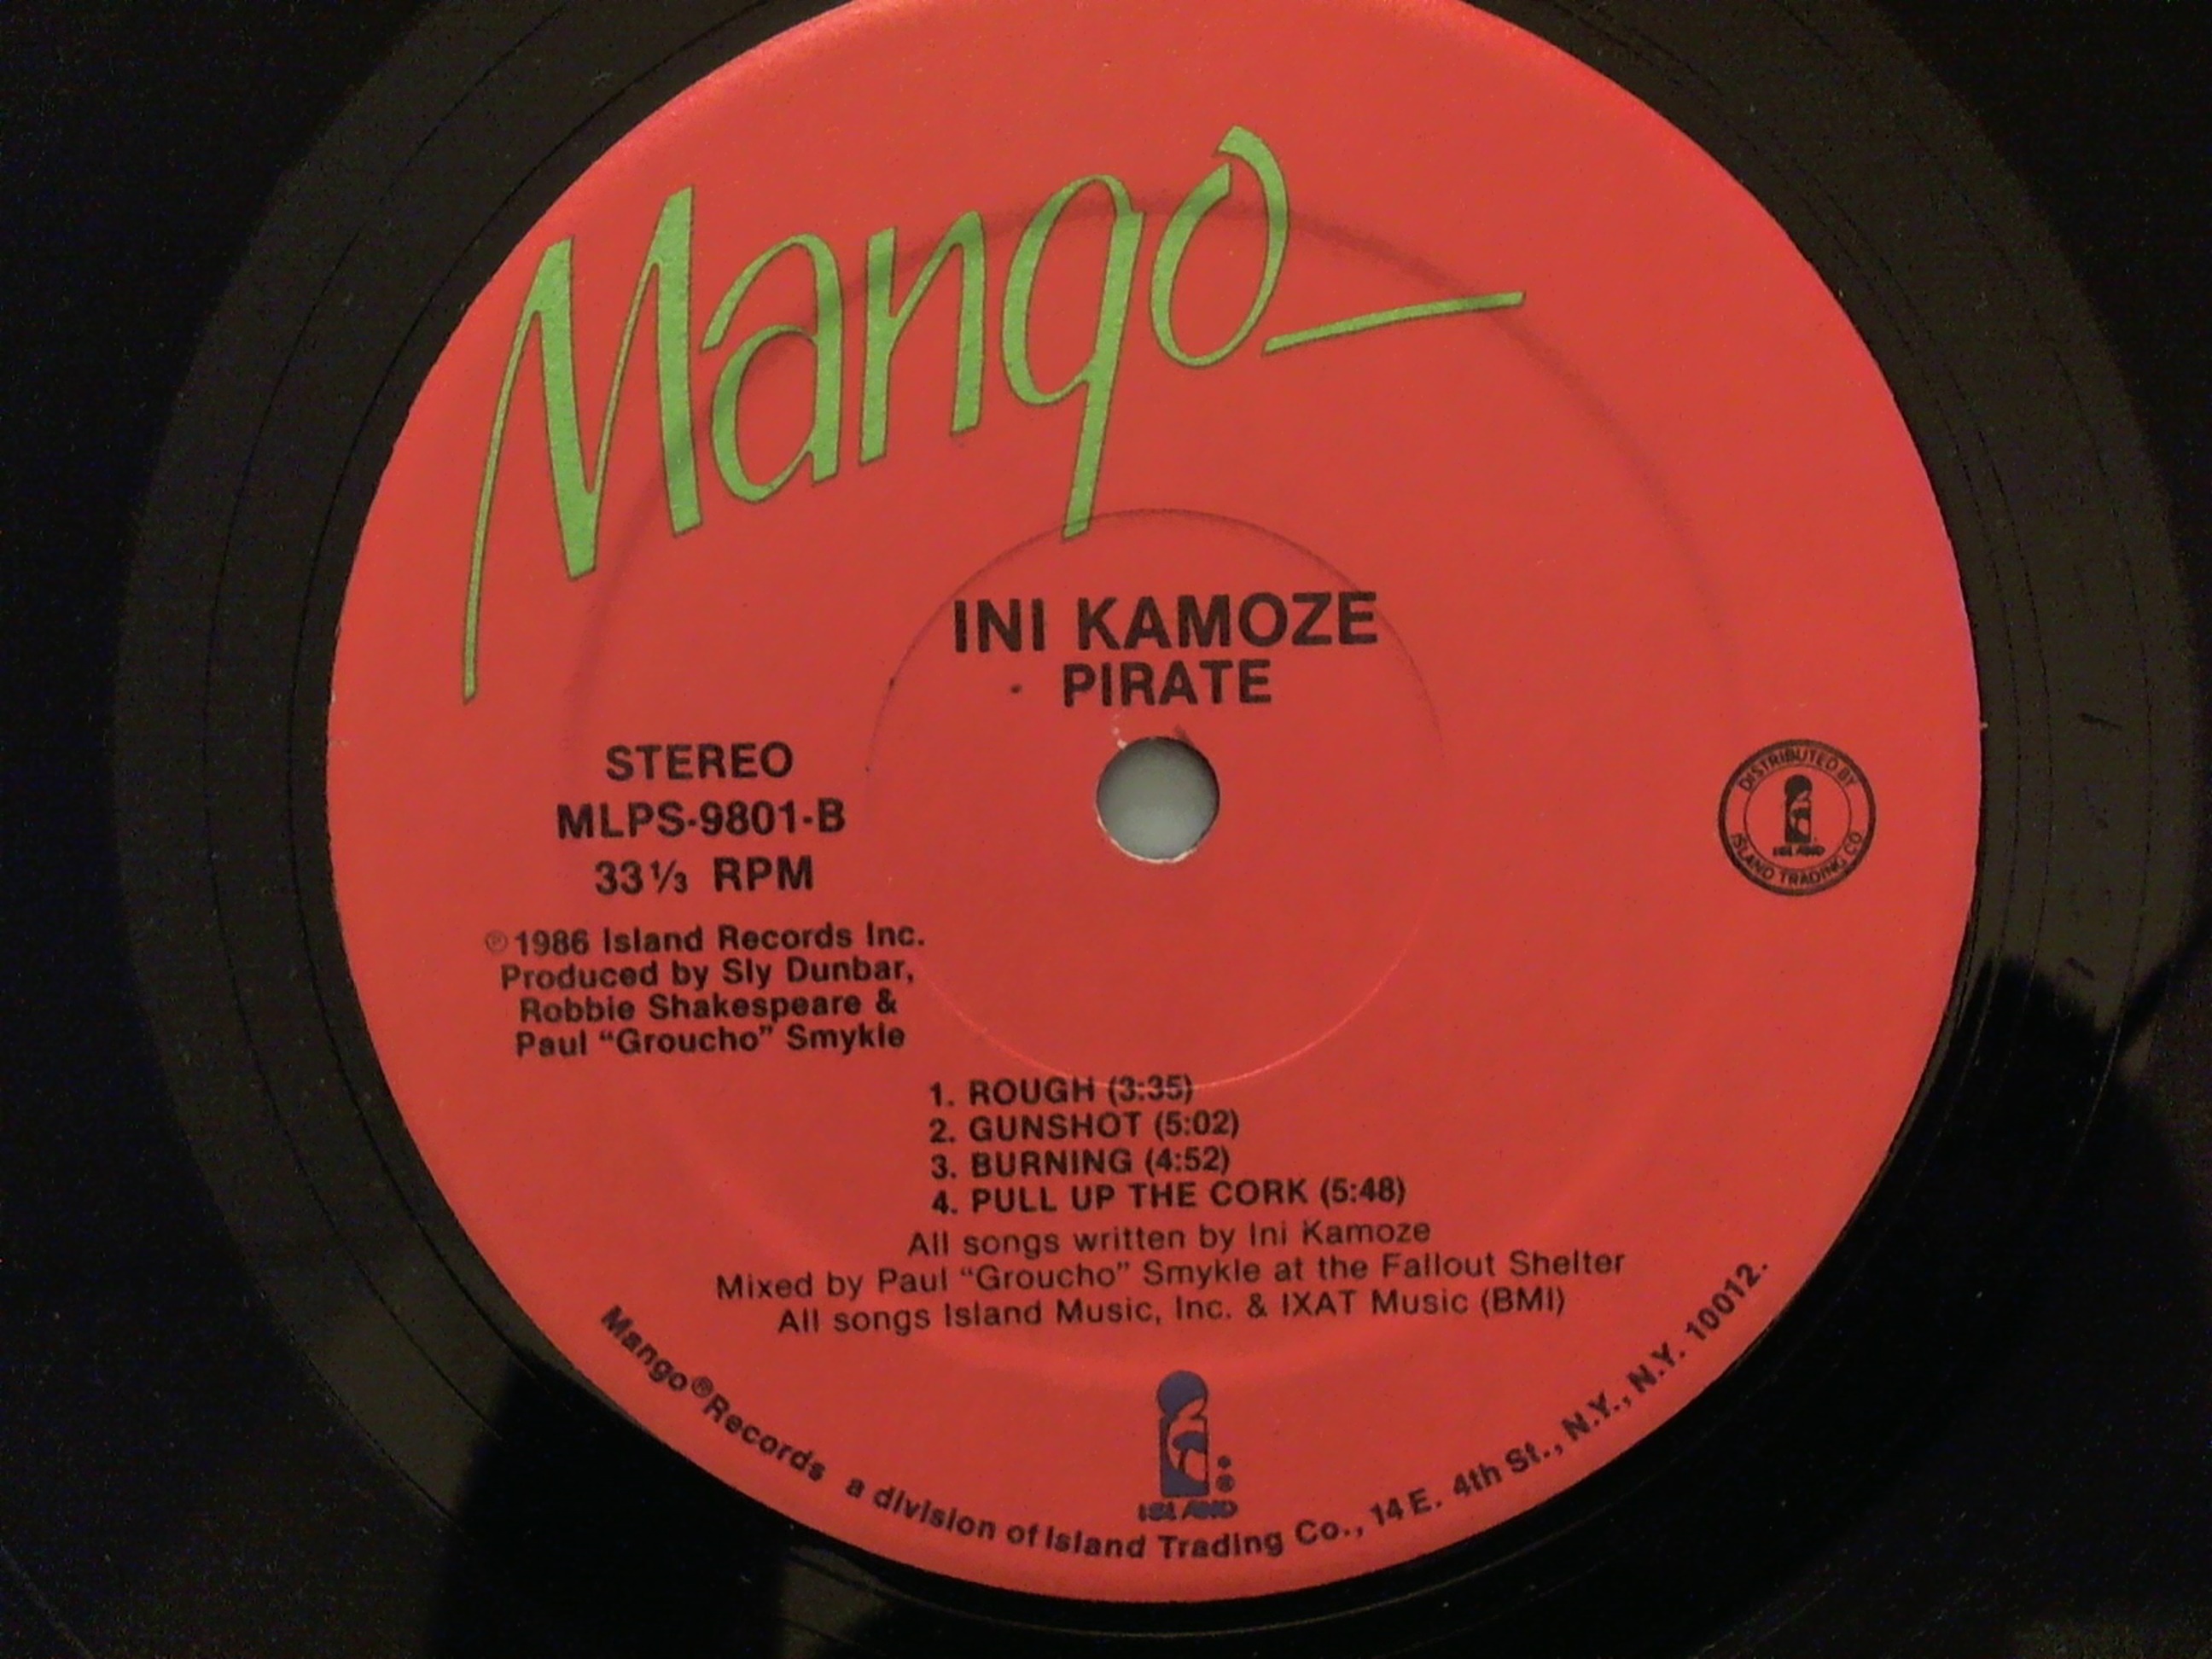 Mango
INI KAMOZE
PIRATE
STEREO
MLPS-9801-B
33 1/3 RPM
℗1986 Island Records Inc.
Produced by Sly Dunbar,
Robbie Shakespeare &
Paul “Groucho” Smykle
DISTRIBUTED BY
ISLAND
ISLAND TRADING CO
1. ROUGH (3:35)
2. GUNSHOT (5:02)
3. BURNING (4:52)
4. PULL UP THE CORK (5:48)
All songs written by Ini Kamoze
Mixed by Paul “Groucho” Smykle at the Fallout Shelter
All songs Island Music, Inc. & IXAT Music (BMI)
ISLAND
Mango®Records a division of Island Trading Co., 14 E. 4th St., N.Y., N.Y. 10012.